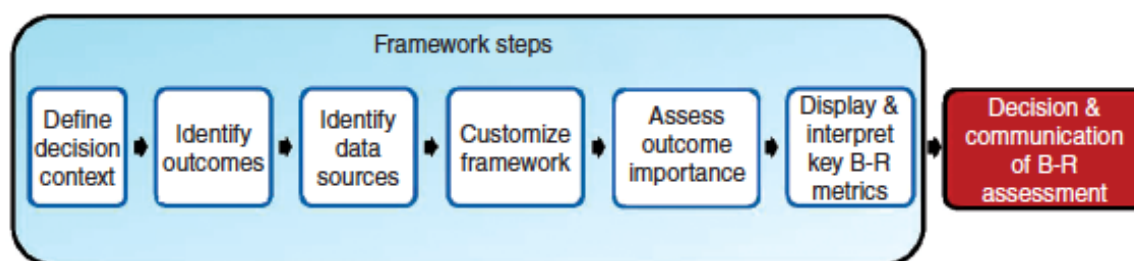 Framework steps
Define
decision
context
Identify
outcomes
Identify
data
sources
Customize
framework
Assess
outcome
importance
Display &
interpret
key B-R
metrics
Decision &
communication
of B-R
assessment